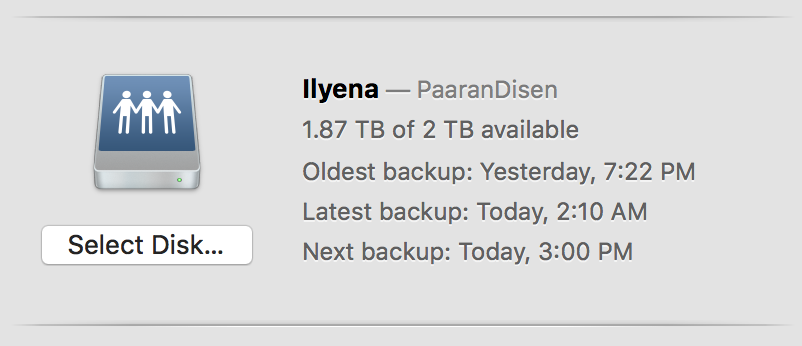 Ilyena — PaaranDisen
1.87 TB of 2 TB available
Oldest backup: Yesterday, 7:22 PM
Latest backup: Today, 2:10 AM
Select Disk...
Next backup: Today, 3:00 PM